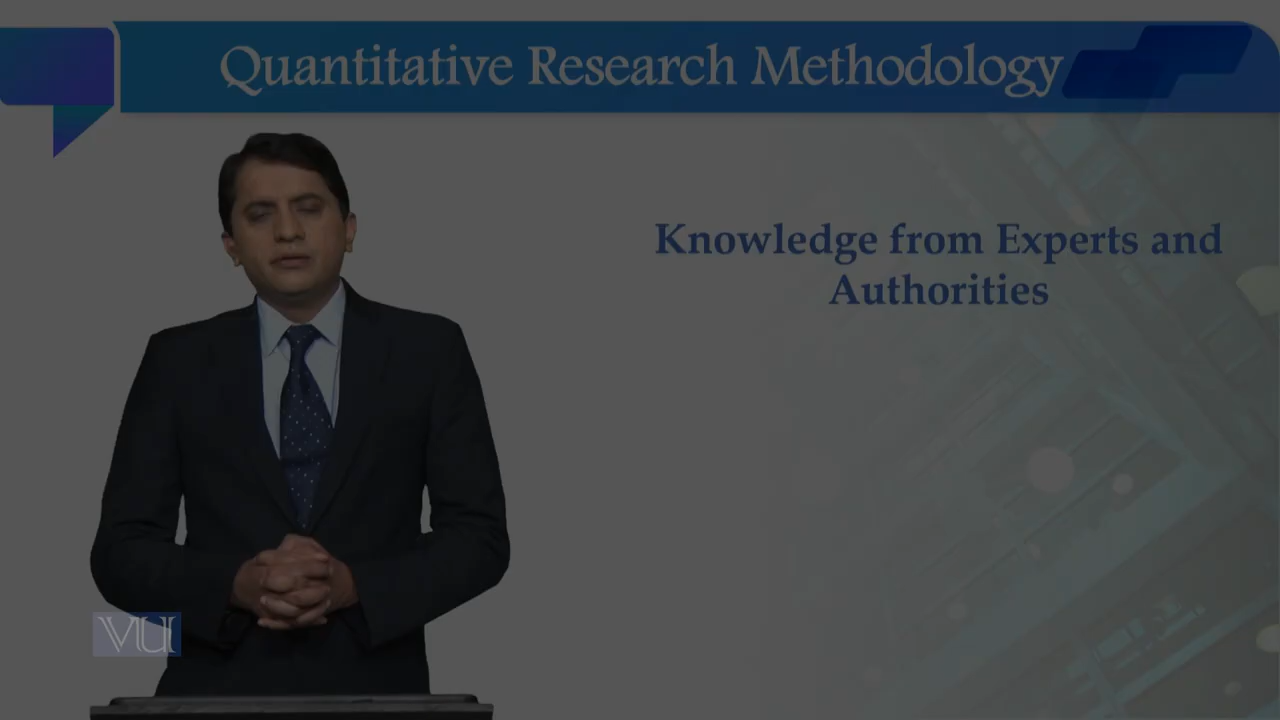 Quantitative Research Methodology
Knowledge from Experts and
Authorities
VU